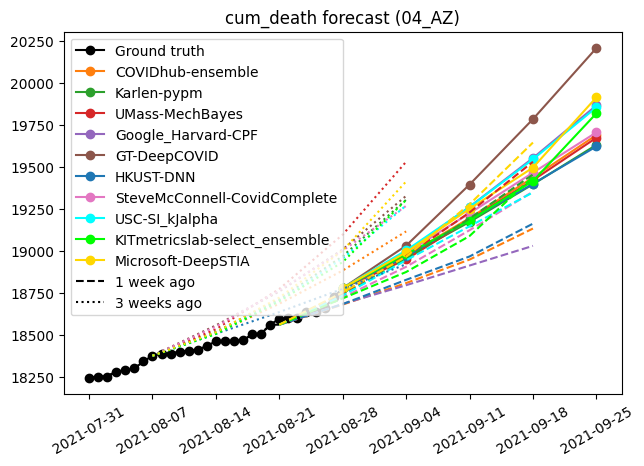 cum_death forecast (04_AZ)
20250
20000
19750
19500
19250
19000
18750
18500
18250
Ground truth
COVIDhub-ensemble
Karlen-pypm
UMass-MechBayes
Google_Harvard-CPF
GT-DeepCOVID
HKUST-DNN
SteveMcConnell-CovidComplete
USC-SI_kJalpha
KITmetricslab-select_ensemble
Microsoft-DeepSTIA
1 week ago
3 weeks ago
2021-07-31
2021-08-07
2021-08-14
2021-08-21
2021-08-28
2021-09-04
2021-09-11
2021-09-18
2021-09-25